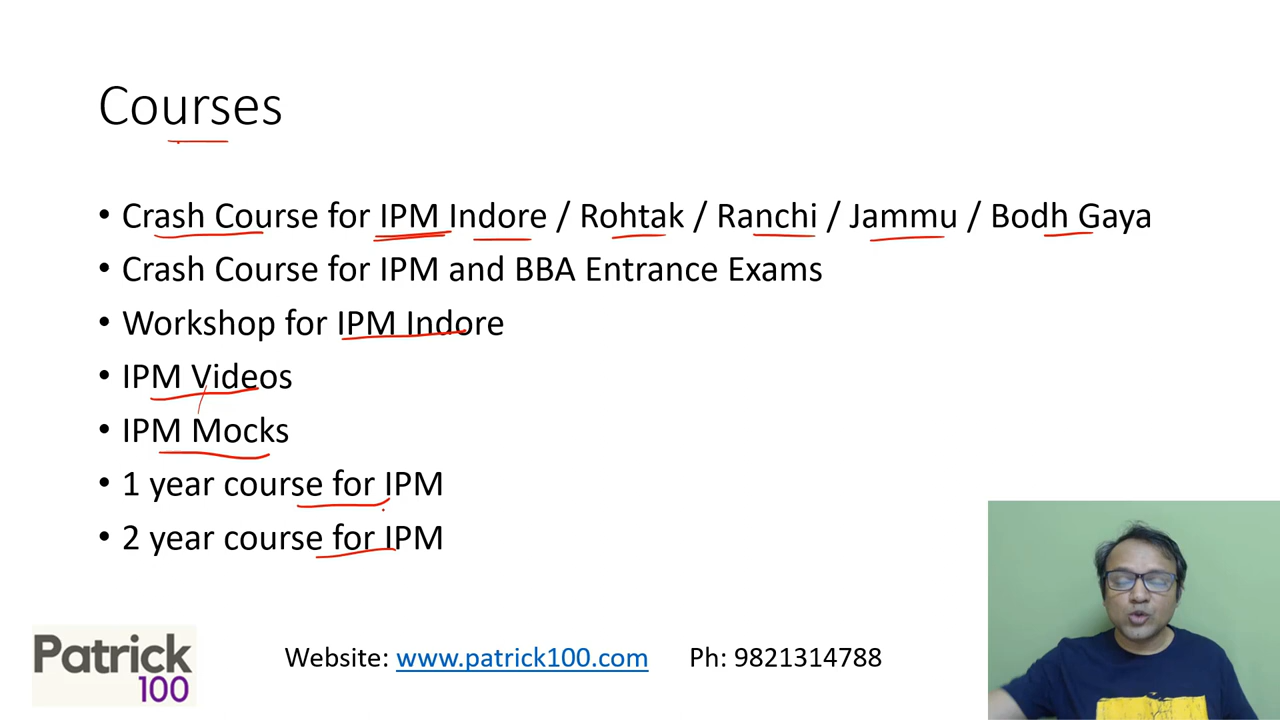 Courses
• Crash Course for IPM Indore / Rohtak / Ranchi / Jammu / Bodh Gaya
• Crash Course for IPM and BBA Entrance Exams
• Workshop for IPM Indore
• IPM Videos
• IPM Mocks
• 1 year course for IPM
• 2 year course for IPM
Patrick
100
Website: www.patrick100.com Ph: 9821314788